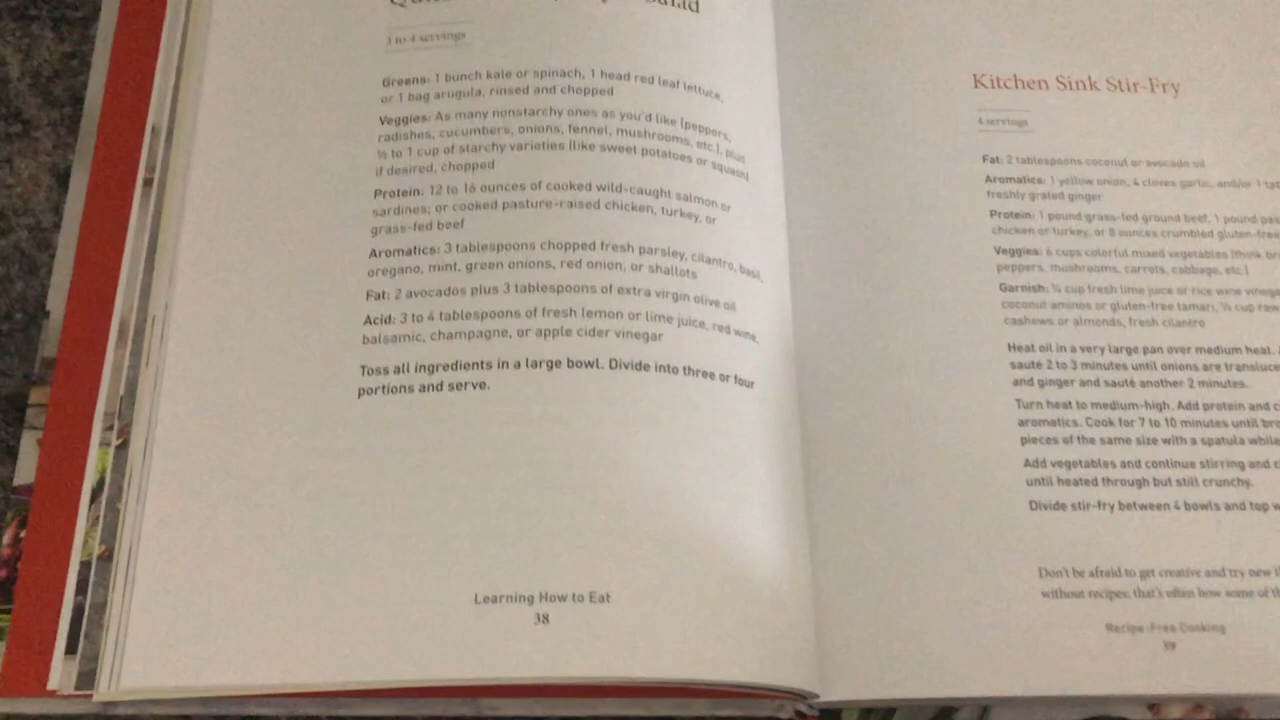 Salad
3 to 4 servings
Greens: 1 bunch kale or spinach, 1 head red leaf lettuce,
or 1 bag arugula, rinsed and chopped
Veggies: As many nonstarchy ones as you'd like (peppers,
radishes, cucumbers, onions, fennel, mushrooms, etc.), plus
½ to 1 cup of starchy varieties (like sweet potatoes or squash)
if desired, chopped
Protein: 12 to 16 ounces of cooked wild-caught salmon or
sardines; or cooked pasture-raised chicken, turkey, or
grass-fed beef
Aromatics: 3 tablespoons chopped fresh parsley, cilantro, basil,
oregano, mint, green onions, red onion, or shallots
Fat: 2 avocados plus 3 tablespoons of extra virgin olive oil
Acid: 3 to 4 tablespoons of fresh lemon or lime juice, red wine,
balsamic, champagne, or apple cider vinegar
Toss all ingredients in a large bowl. Divide into three or four
portions and serve.
Learning How to Eat
38
Kitchen Sink Stir-Fry
4 servings
Fat: 2 tablespoons coconut or avocado oil
Aromatics: 1 yellow onion, 4 cloves garlic, and/or 1
freshly grated ginger
Protein: 1 pound grass-fed ground beef, 1 pound
chicken or turkey, or 8 ounces crumbled gluten-free
Veggies: 6 cups colorful mixed vegetables (think
peppers, mushrooms, carrots, cabbage, etc.)
Garnish: ¼ cup fresh lime juice or rice wine
coconut aminos or gluten-free tamari, ½ cup raw
cashews or almonds, fresh cilantro
Heat oil in a very large pan over medium heat.
sauté 2 to 3 minutes until onions are
and ginger and sauté another 2 minutes.
Turn heat to medium-high. Add protein and
aromatics. Cook for 7 to 10 minutes until
pieces of the same size with a spatula
Add vegetables and continue stirring and
until heated through but still crunchy.
Divide stir-fry between 4 bowls and top
Don't be afraid to get creative and try new
without recipes; that's often how some of
Recipe-Free Cooking
39